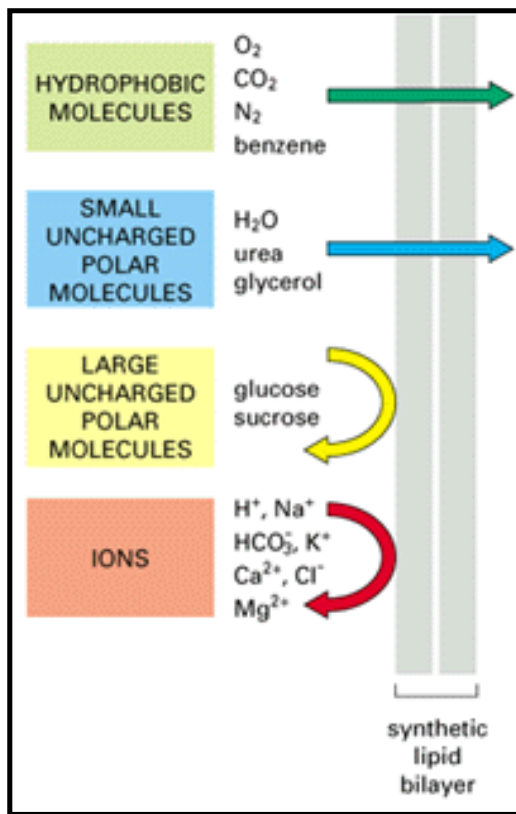 HYDROPHOBIC
MOLECULES
O₂
CO₂
N₂
benzene
SMALL
UNCHARGED
POLAR
MOLECULES
H₂O
urea
glycerol
LARGE
UNCHARGED
POLAR
MOLECULES
glucose
sucrose
IONS
H⁺, Na⁺
HCO₃⁻, K⁺
Ca²⁺, Cl⁻
Mg²⁺
synthetic
lipid
bilayer